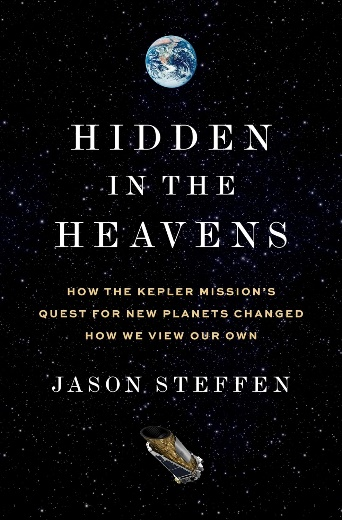 HIDDEN
IN THE
HEAVENS
HOW THE KEPLER MISSION'S
QUEST FOR NEW PLANETS CHANGED
HOW WE VIEW OUR OWN
JASON STEFFEN